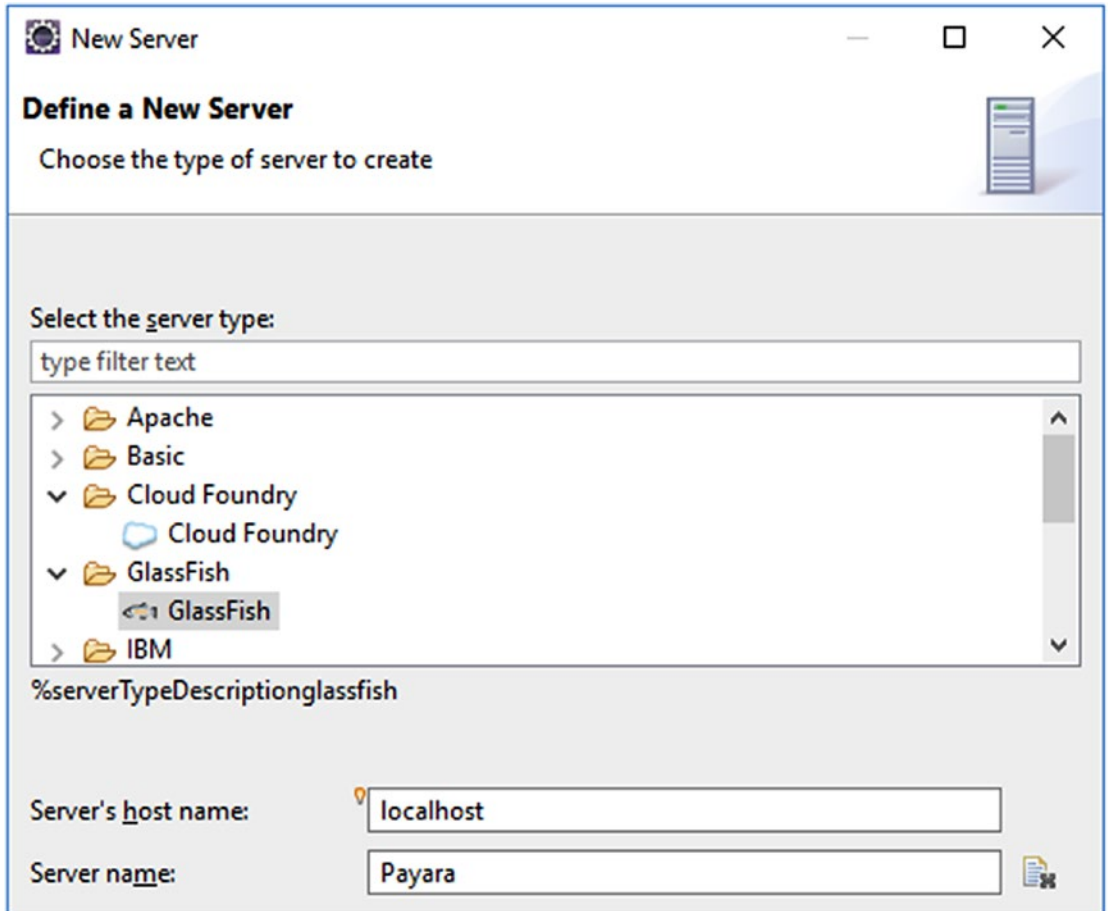 New Server
Define a New Server
Choose the type of server to create
Select the server type:
type filter text
Apache
Basic
Cloud Foundry
Cloud Foundry
GlassFish
GlassFish
IBM
%serverTypeDescriptionglassfish
Server's host name:
localhost
Server name:
Payara